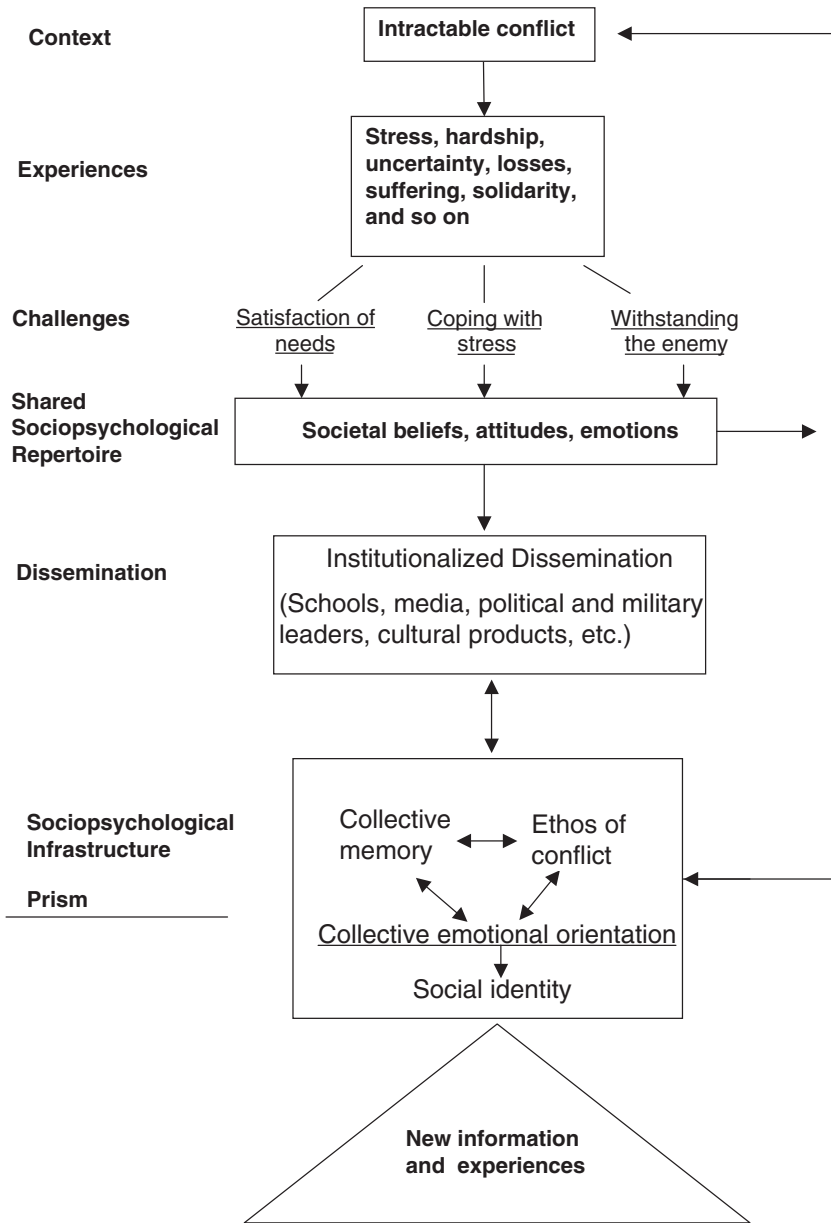 Context
Intractable conflict
Experiences
Stress, hardship,
uncertainty, losses,
suffering, solidarity,
and so on
Challenges
Satisfaction of
needs
Coping with
stress
Withstanding
the enemy
Shared
Sociopsychological
Repertoire
Societal beliefs, attitudes, emotions
Dissemination
Institutionalized Dissemination
(Schools, media, political and military
leaders, cultural products, etc.)
Sociopsychological
Infrastructure
Prism
Collective
memory
Ethos of
conflict
Collective emotional orientation
Social identity
New information
and experiences